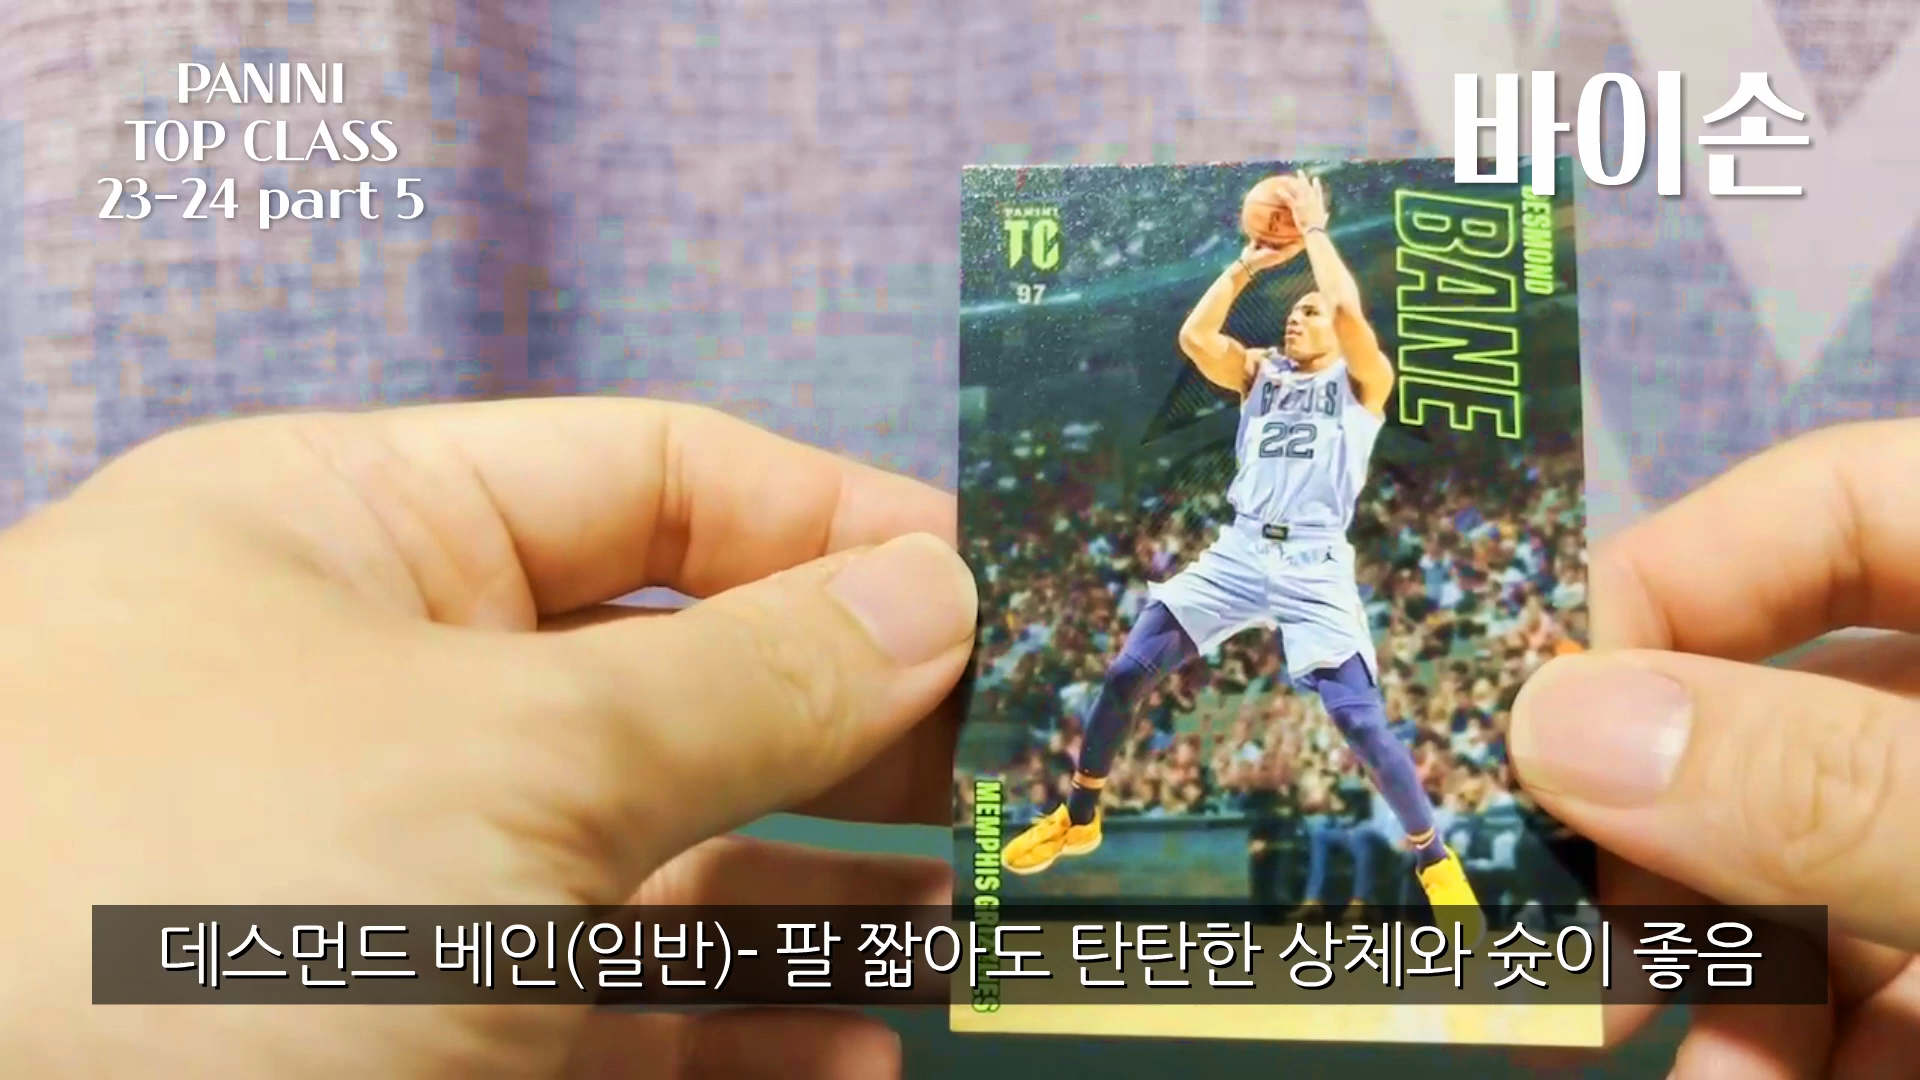 PANINI
TOP CLASS
23-24 part 5
바이손
PANINI
TC
97
DESMOND
BANE
GRIZZLIES
22
MEMPHIS GRIZZLIES
데스먼드 베인(일반)- 팔 짧아도 탄탄한 상체와 슛이 좋음